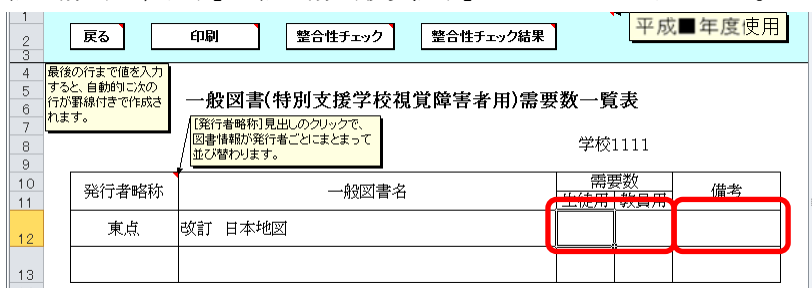 1
2
3
戻る 印刷 整合性チェック 整合性チェック結果 平成■年度使用
4
5
6
7
8
9
10
11
12
13
最後の行まで値を入力
すると、自動的に次の
行が罫線付きで作成さ
れます。
一般図書(特別支援学校視覚障害者用)需要数一覧表
[発行者略称]見出しのクリックで、
図書情報が発行者ごとにまとまって
並び替わります。
学校1111
発行者略称 一般図書名 需要数 備考
生徒用 教員用
東点 改訂 日本地図